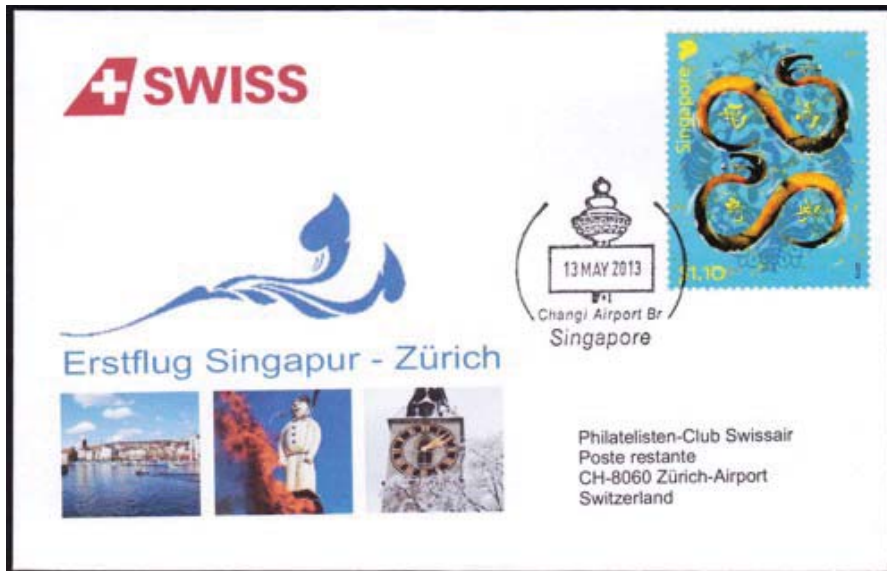 SWISS
Singapore
$1.10
13 MAY 2013
Changi Airport Br
Singapore
Erstflug Singapur - Zürich
Philatelisten-Club Swissair
Poste restante
CH-8060 Zürich-Airport
Switzerland